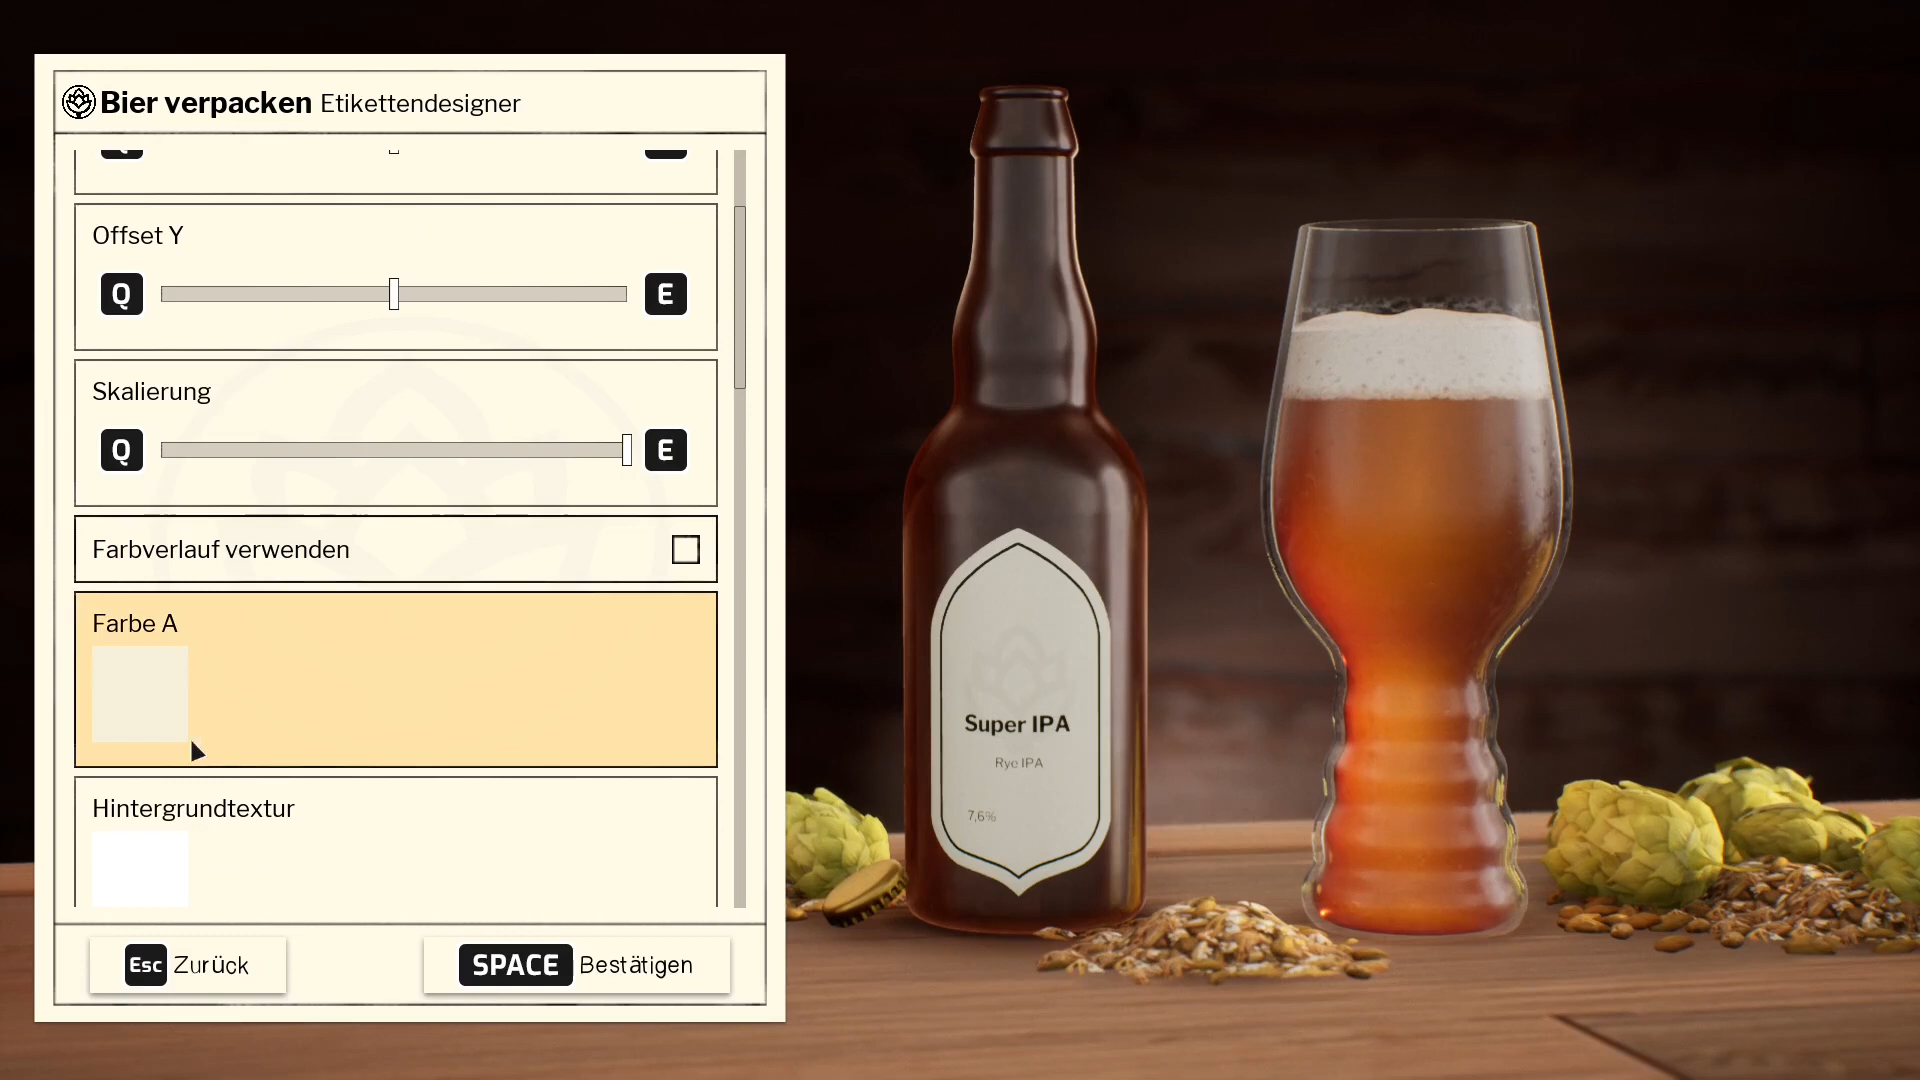 Bier verpacken Etikettendesigner
Offset Y
Q E
Skalierung
Q E
Farbverlauf verwenden
Farbe A
Hintergrundtextur
Esc Zurück
SPACE Bestätigen
Super IPA
Rye IPA
7,6%